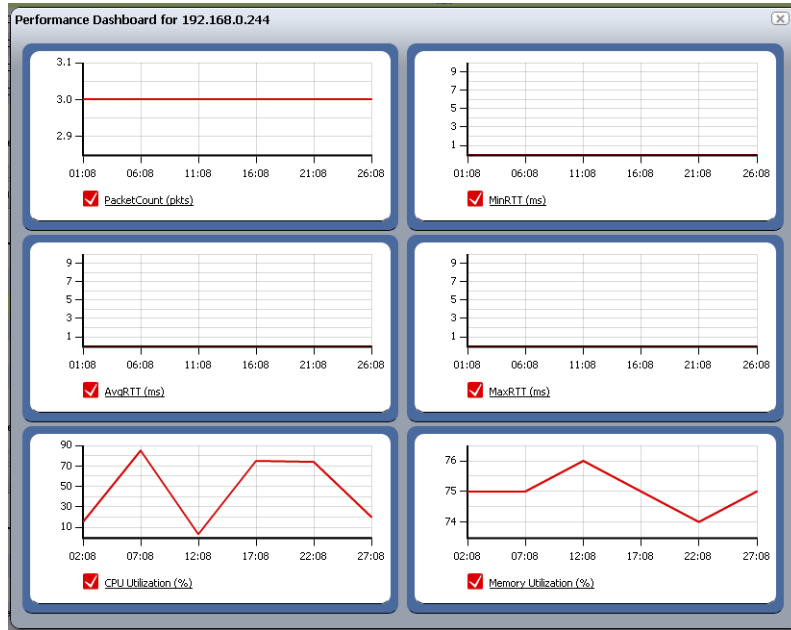 Performance Dashboard for 192.168.0.244
3.1
3.0
2.9
01:08 06:08 11:08 16:08 21:08 26:08
PacketCount (pkts)
9
7
5
3
1
01:08 06:08 11:08 16:08 21:08 26:08
MinRTT (ms)
9
7
5
3
1
01:08 06:08 11:08 16:08 21:08 26:08
AvgRTT (ms)
9
7
5
3
1
01:08 06:08 11:08 16:08 21:08 26:08
MaxRTT (ms)
90
70
50
30
10
02:08 07:08 12:08 17:08 22:08 27:08
CPU Utilization (%)
76
75
74
02:08 07:08 12:08 17:08 22:08 27:08
Memory Utilization (%)